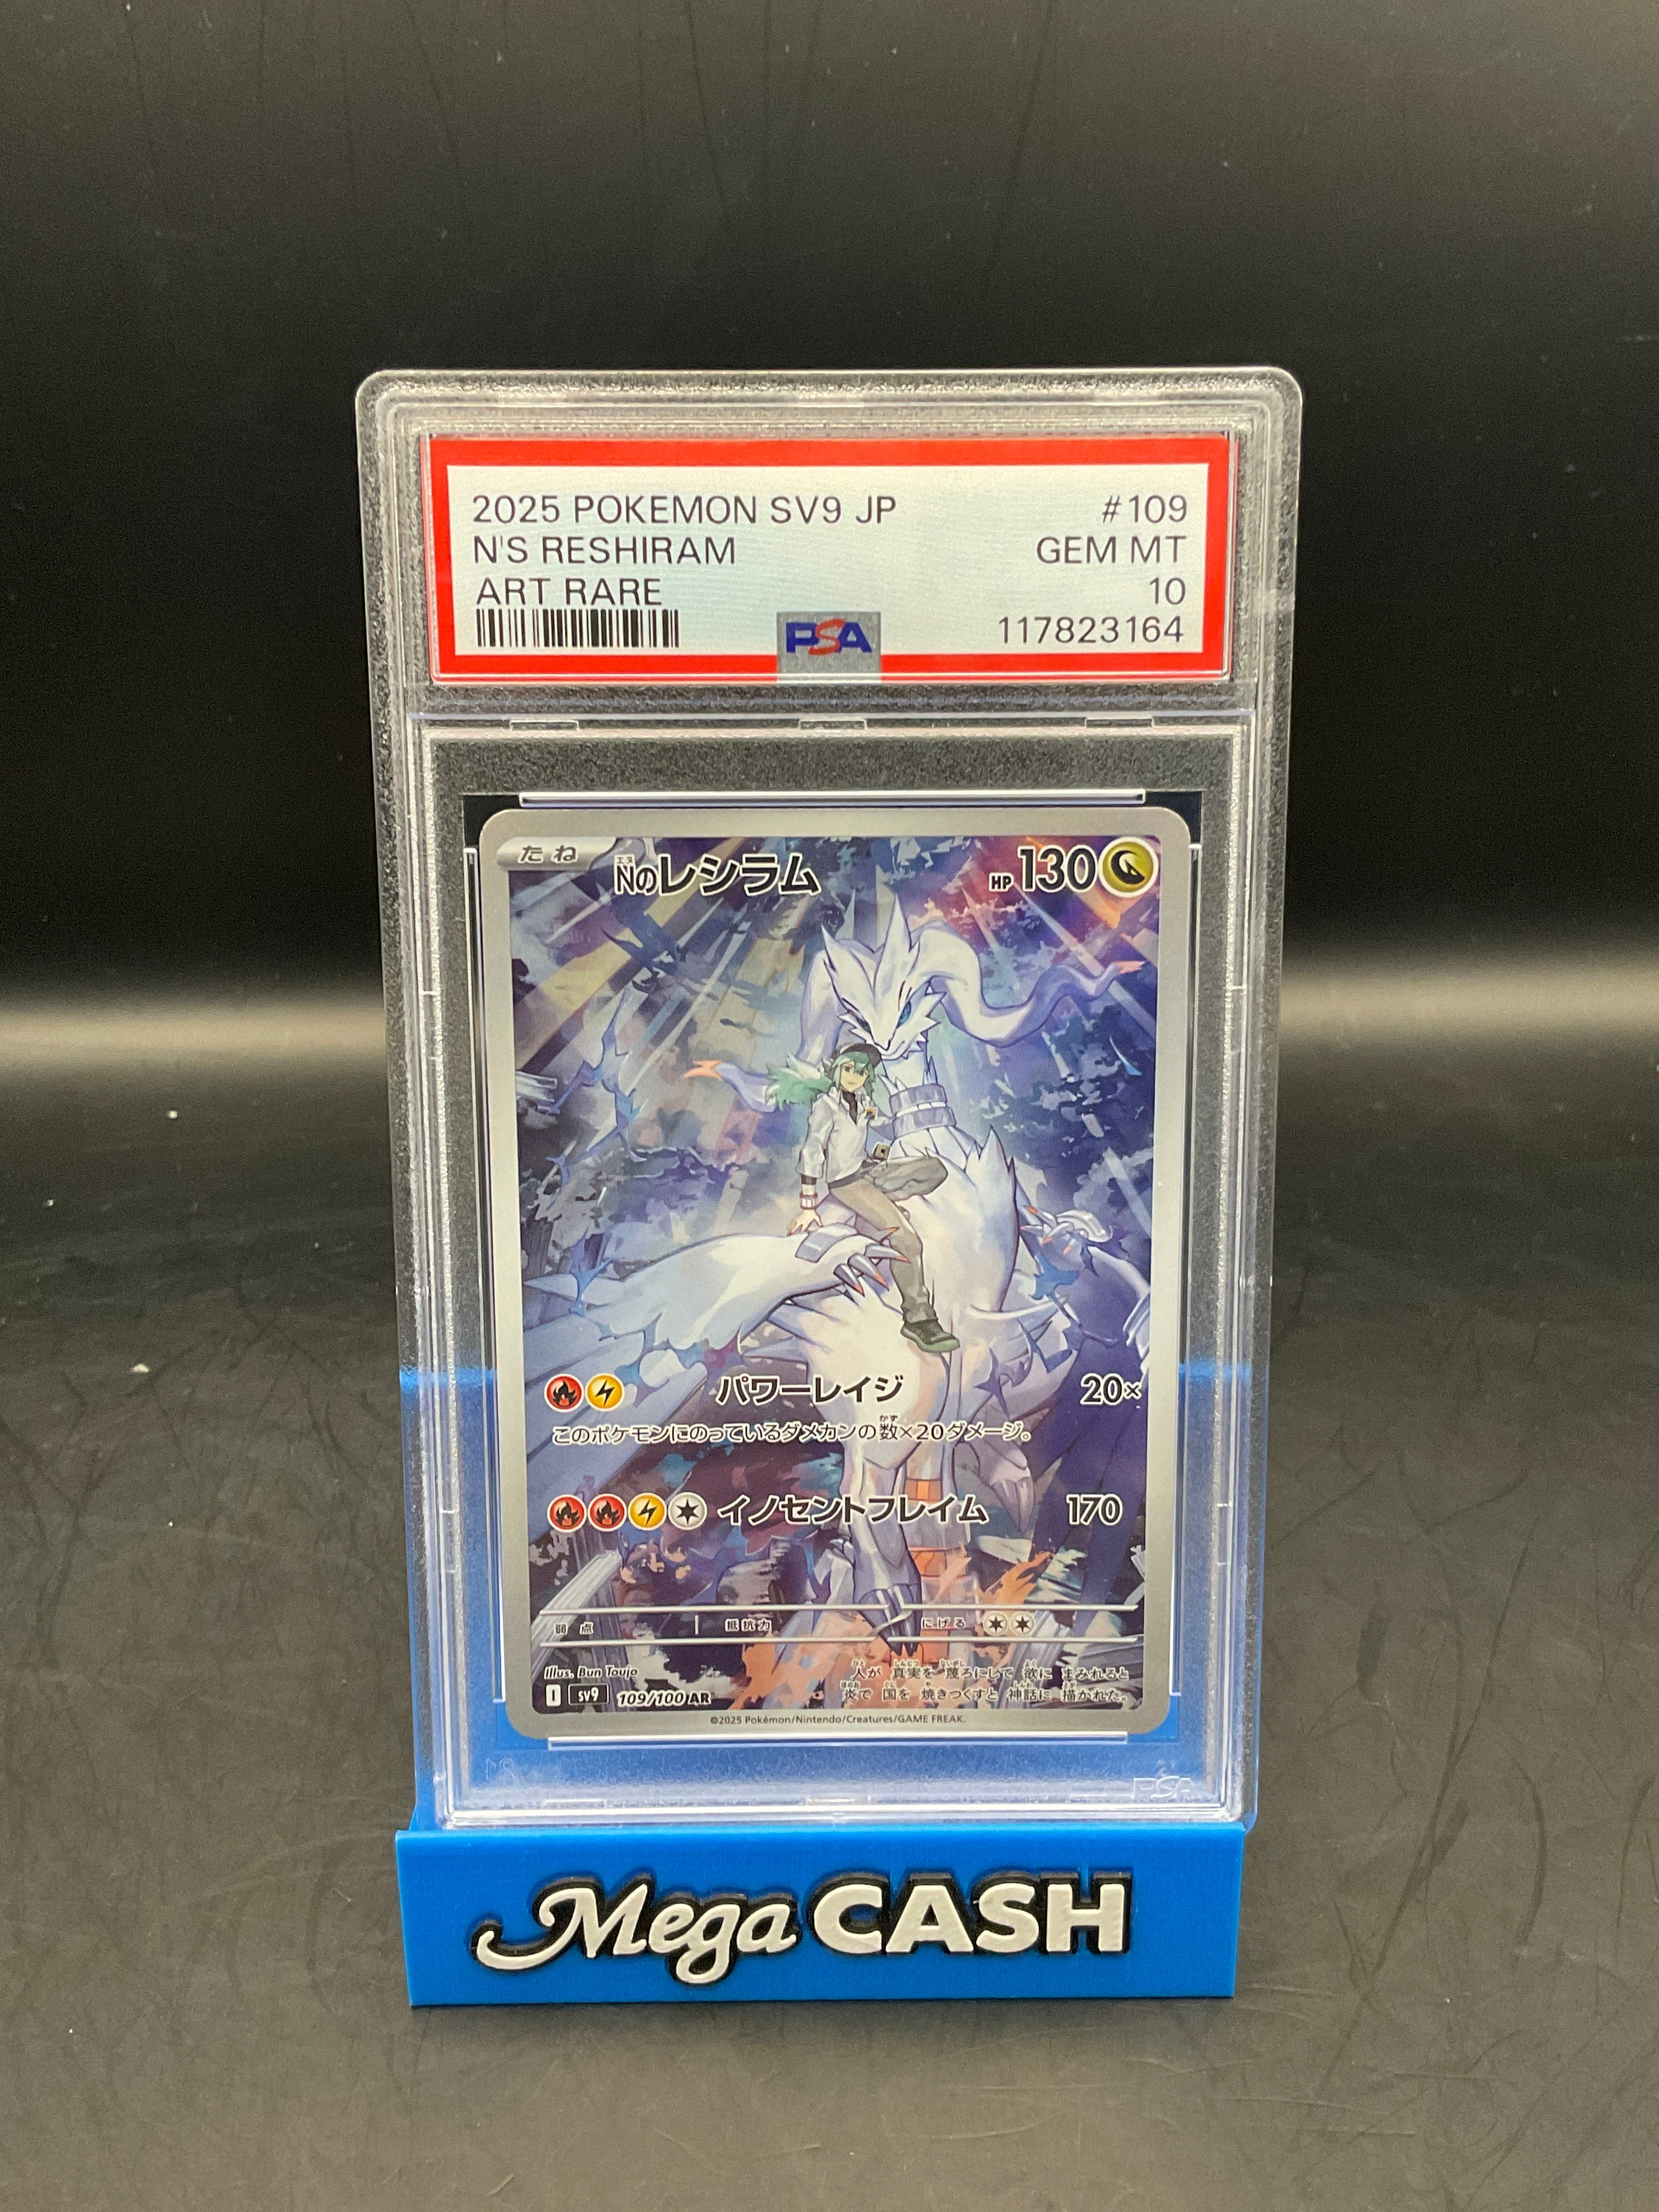 2025 POKEMON SV9 JP #109
N'S RESHIRAM GEM MT
ART RARE 10
PSA 117823164
たね Nのレシラム HP 130
エヌ
パワーレイジ 20×
このポケモンにのっているダメカンの数×20ダメージ。
かず
イノセントフレイム 170
弱点 抵抗力 にげる
Illus. Bun Toujo
人が 真実を 蔑ろにして 欲に まみれると
I sv9 109/100 AR
炎で 国を 焼きつくすと 神話に 描かれた。
©2025 Pokémon/Nintendo/Creatures/GAME FREAK.
PSA
Mega CASH